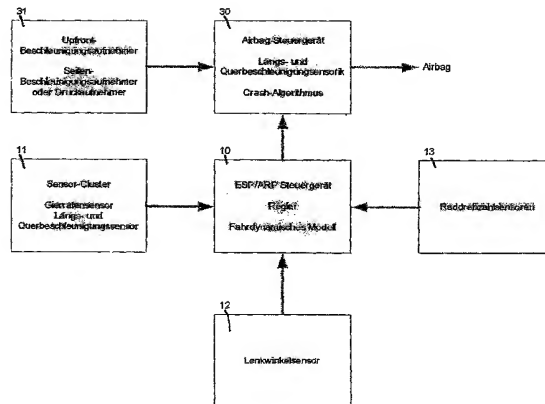 31
Upfront-
Beschleunigungsaufnehmer
Seiten-
Beschleunigungsaufnehmer
oder Druckaufnehmer
30
Airbag-Steuergerät
Längs- und
Querbeschleunigungssensorik
Crash-Algorithmus
Airbag
11
Sensor-Cluster
Gierratensensor
Längs- und
Querbeschleunigungssensor
10
ESP/ARP Steuergerät
Regler
Fahrdynamisches Modell
13
Raddrehzahlsensoren
12
Lenkwinkelsensor